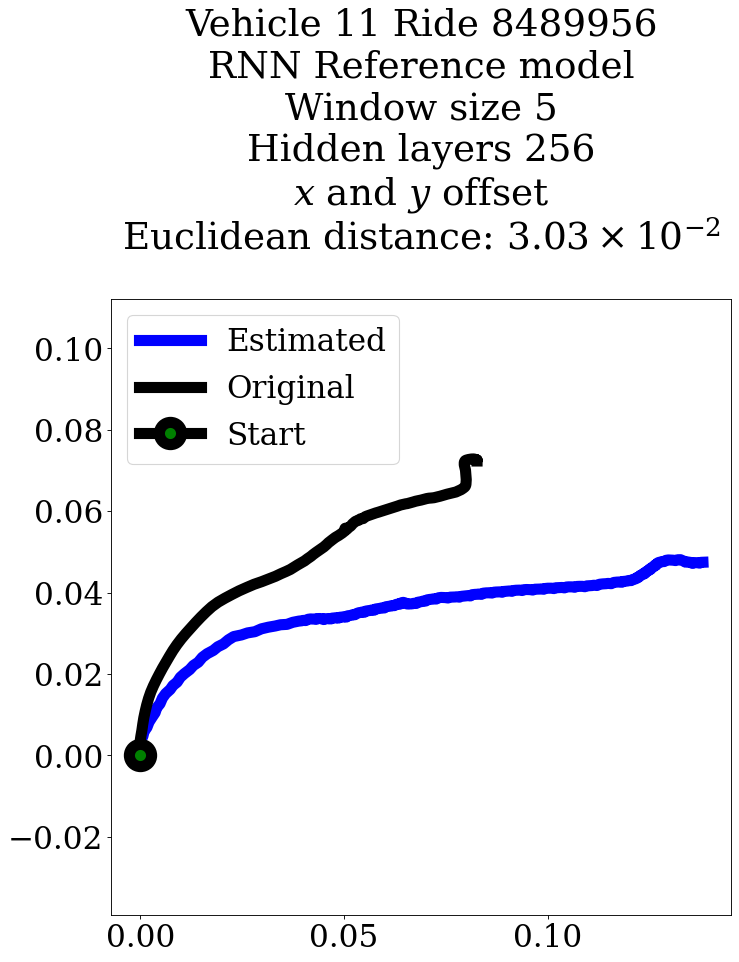 Vehicle 11 Ride 8489956
RNN Reference model
Window size 5
Hidden layers 256
x and y offset
Euclidean distance: 3.03 × 10⁻²
Estimated
Original
Start
0.10
0.08
0.06
0.04
0.02
0.00
−0.02
0.00 0.05 0.10